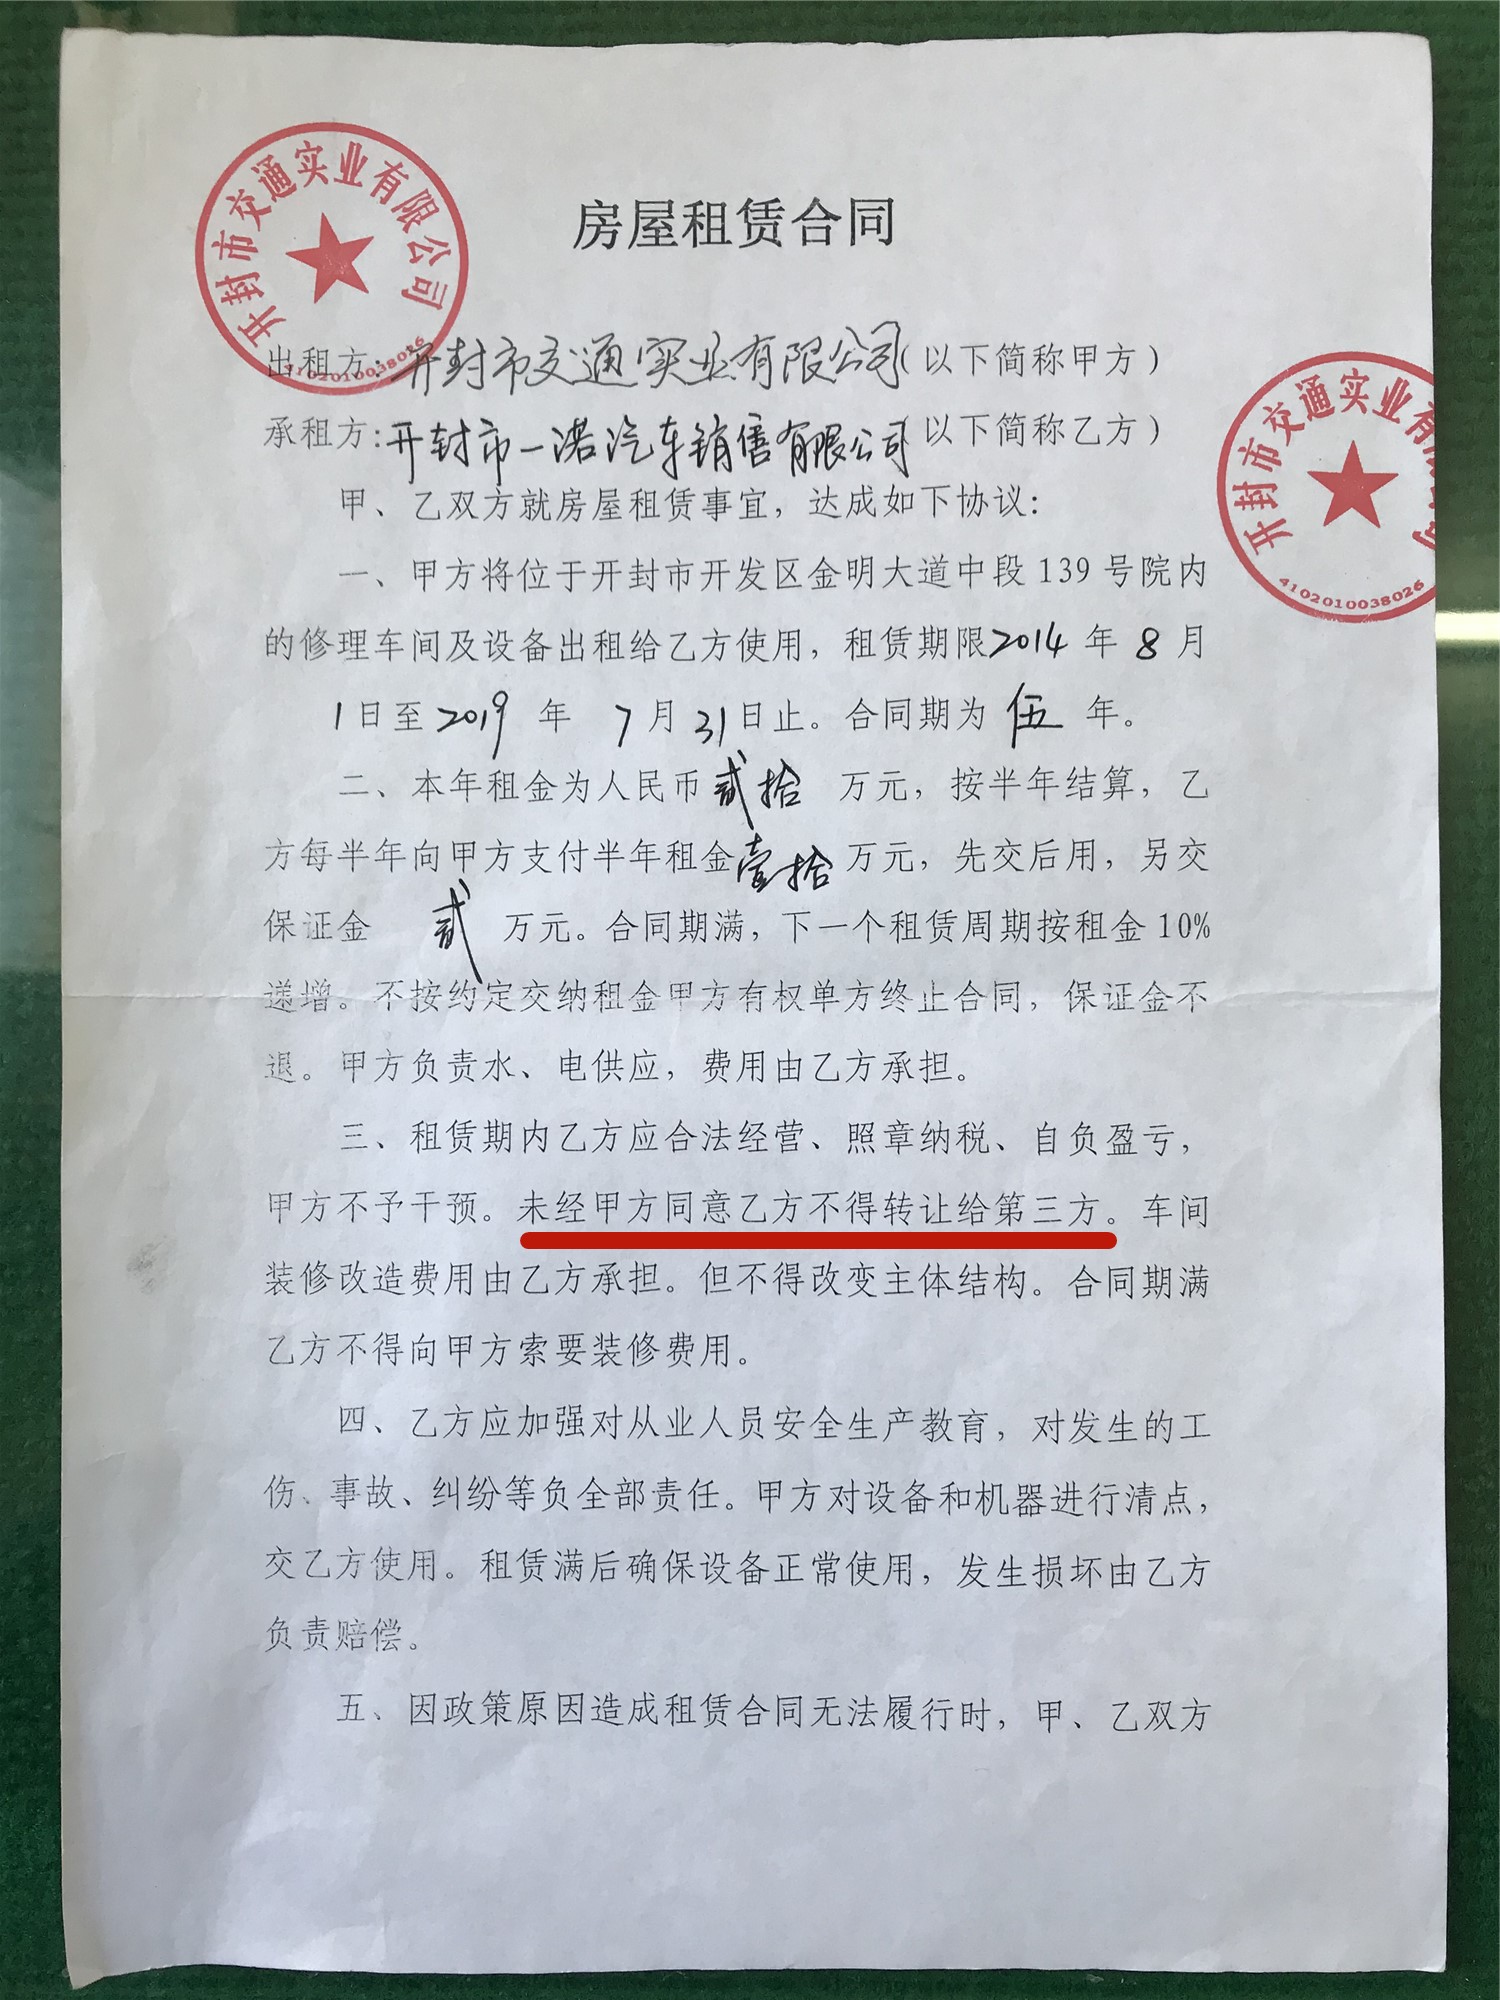 开封市交通实业有限公司
4102010038026
房屋租赁合同
出租方:开封市交通实业有限公司(以下简称甲方)
承租方:开封市一诺汽车销售有限公司(以下简称乙方)
开封市交通实业有限公司
4102010038026
甲、乙双方就房屋租赁事宜,达成如下协议:
一、甲方将位于开封市开发区金明大道中段139号院内
的修理车间及设备出租给乙方使用,租赁期限2014年8月
1日至2019年7月31日止。合同期为伍年。
二、本年租金为人民币贰拾万元,按半年结算,乙
方每半年向甲方支付半年租金壹拾万元,先交后用,另交
保证金贰万元。合同期满,下一个租赁周期按租金10%
递增。不按约定交纳租金甲方有权单方终止合同,保证金不
退。甲方负责水、电供应,费用由乙方承担。
三、租赁期内乙方应合法经营、照章纳税、自负盈亏,
甲方不予干预。未经甲方同意乙方不得转让给第三方。车间
装修改造费用由乙方承担。但不得改变主体结构。合同期满
乙方不得向甲方索要装修费用。
四、乙方应加强对从业人员安全生产教育,对发生的工
伤、事故、纠纷等负全部责任。甲方对设备和机器进行清点,
交乙方使用。租赁满后确保设备正常使用,发生损坏由乙方
负责赔偿。
五、因政策原因造成租赁合同无法履行时,甲、乙双方